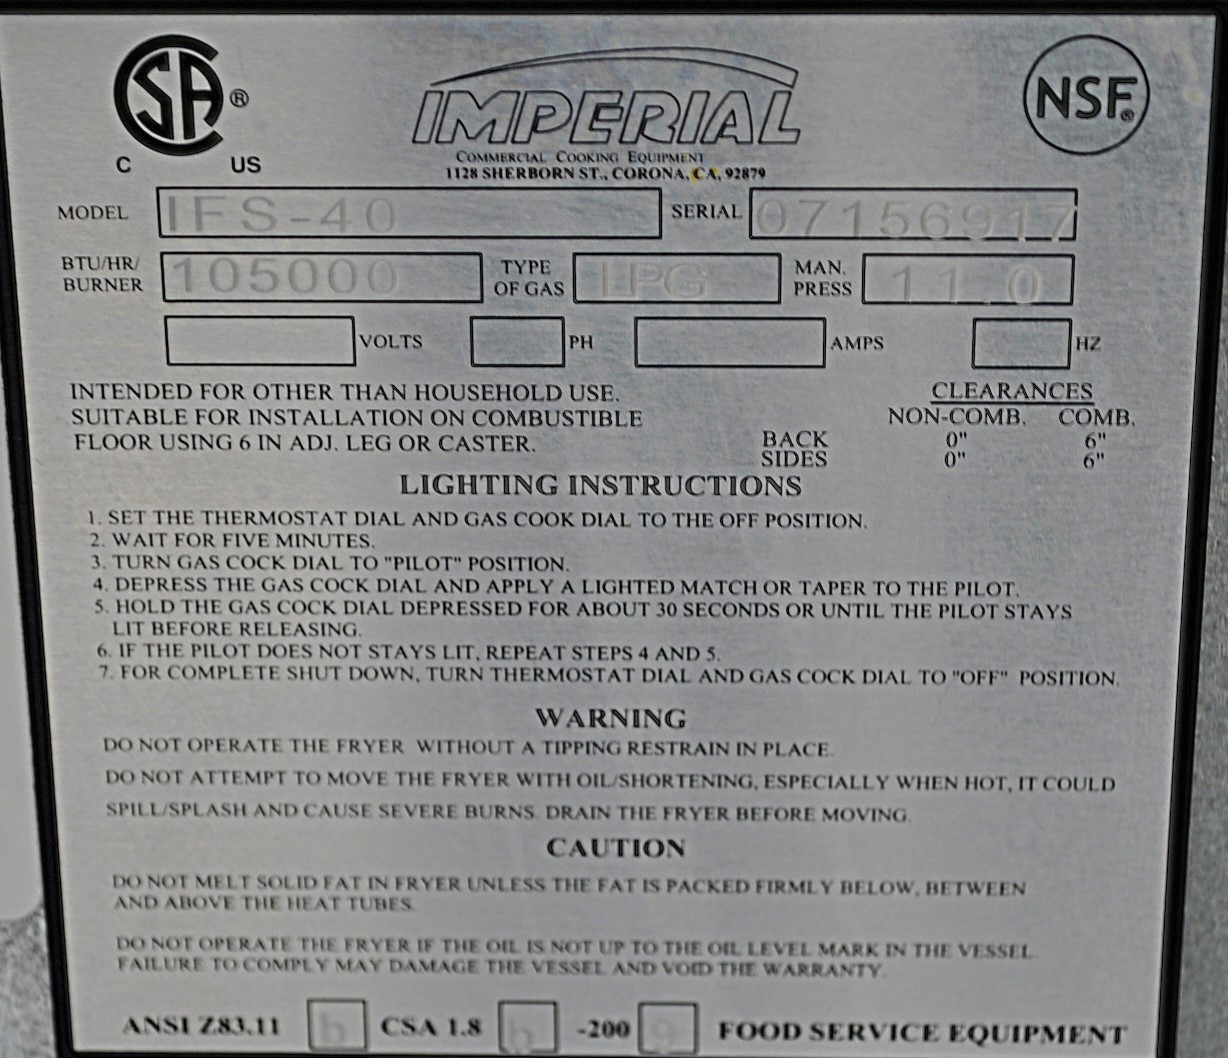 CSA®
C US
IMPERIAL
COMMERCIAL COOKING EQUIPMENT
1128 SHERBORN ST., CORONA, CA, 92879
NSF®
MODEL IFS-40 SERIAL 07156917
BTU/HR/BURNER 105000 TYPE OF GAS LPG MAN. PRESS 11.0
VOLTS PH AMPS HZ
INTENDED FOR OTHER THAN HOUSEHOLD USE.
SUITABLE FOR INSTALLATION ON COMBUSTIBLE
FLOOR USING 6 IN ADJ. LEG OR CASTER.
CLEARANCES
NON-COMB. COMB.
BACK 0" 6"
SIDES 0" 6"
LIGHTING INSTRUCTIONS
1. SET THE THERMOSTAT DIAL AND GAS COOK DIAL TO THE OFF POSITION.
2. WAIT FOR FIVE MINUTES.
3. TURN GAS COCK DIAL TO "PILOT" POSITION.
4. DEPRESS THE GAS COCK DIAL AND APPLY A LIGHTED MATCH OR TAPER TO THE PILOT.
5. HOLD THE GAS COCK DIAL DEPRESSED FOR ABOUT 30 SECONDS OR UNTIL THE PILOT STAYS
LIT BEFORE RELEASING.
6. IF THE PILOT DOES NOT STAYS LIT, REPEAT STEPS 4 AND 5.
7. FOR COMPLETE SHUT DOWN, TURN THERMOSTAT DIAL AND GAS COCK DIAL TO "OFF" POSITION.
WARNING
DO NOT OPERATE THE FRYER WITHOUT A TIPPING RESTRAIN IN PLACE.
DO NOT ATTEMPT TO MOVE THE FRYER WITH OIL/SHORTENING, ESPECIALLY WHEN HOT, IT COULD
SPILL/SPLASH AND CAUSE SEVERE BURNS. DRAIN THE FRYER BEFORE MOVING.
CAUTION
DO NOT MELT SOLID FAT IN FRYER UNLESS THE FAT IS PACKED FIRMLY BELOW, BETWEEN
AND ABOVE THE HEAT TUBES.
DO NOT OPERATE THE FRYER IF THE OIL IS NOT UP TO THE OIL LEVEL MARK IN THE VESSEL.
FAILURE TO COMPLY MAY DAMAGE THE VESSEL AND VOID THE WARRANTY.
ANSI Z83.11 b CSA 1.8 b -200 9 FOOD SERVICE EQUIPMENT